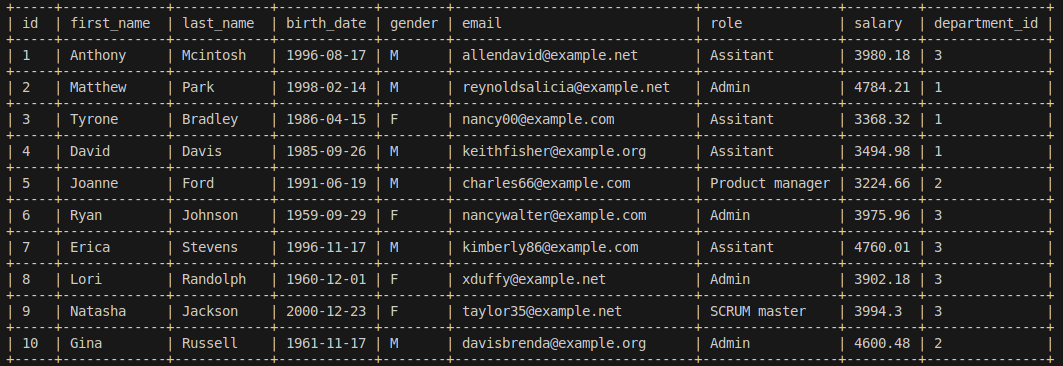 | id | first_name | last_name | birth_date | gender | email | role | salary | department_id |
| 1 | Anthony | Mcintosh | 1996-08-17 | M | allendavid@example.net | Assitant | 3980.18 | 3 |
| 2 | Matthew | Park | 1998-02-14 | M | reynoldsalicia@example.net | Admin | 4784.21 | 1 |
| 3 | Tyrone | Bradley | 1986-04-15 | F | nancy00@example.com | Assitant | 3368.32 | 1 |
| 4 | David | Davis | 1985-09-26 | M | keithfisher@example.org | Assitant | 3494.98 | 1 |
| 5 | Joanne | Ford | 1991-06-19 | M | charles66@example.com | Product manager | 3224.66 | 2 |
| 6 | Ryan | Johnson | 1959-09-29 | F | nancywalter@example.com | Admin | 3975.96 | 3 |
| 7 | Erica | Stevens | 1996-11-17 | M | kimberly86@example.com | Assitant | 4760.01 | 3 |
| 8 | Lori | Randolph | 1960-12-01 | F | xduffy@example.net | Admin | 3902.18 | 3 |
| 9 | Natasha | Jackson | 2000-12-23 | F | taylor35@example.net | SCRUM master | 3994.3 | 3 |
| 10 | Gina | Russell | 1961-11-17 | M | davisbrenda@example.org | Admin | 4600.48 | 2 |